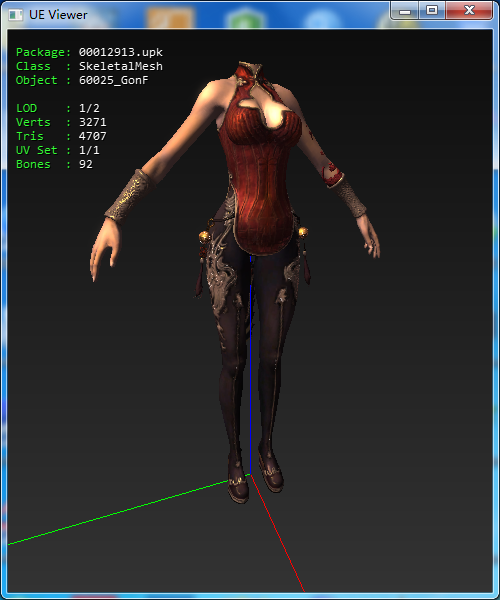 UE Viewer
Package: 00012913.upk
Class  : SkeletalMesh
Object : 60025_GonF
LOD    : 1/2
Verts  : 3271
Tris   : 4707
UV Set : 1/1
Bones  : 92